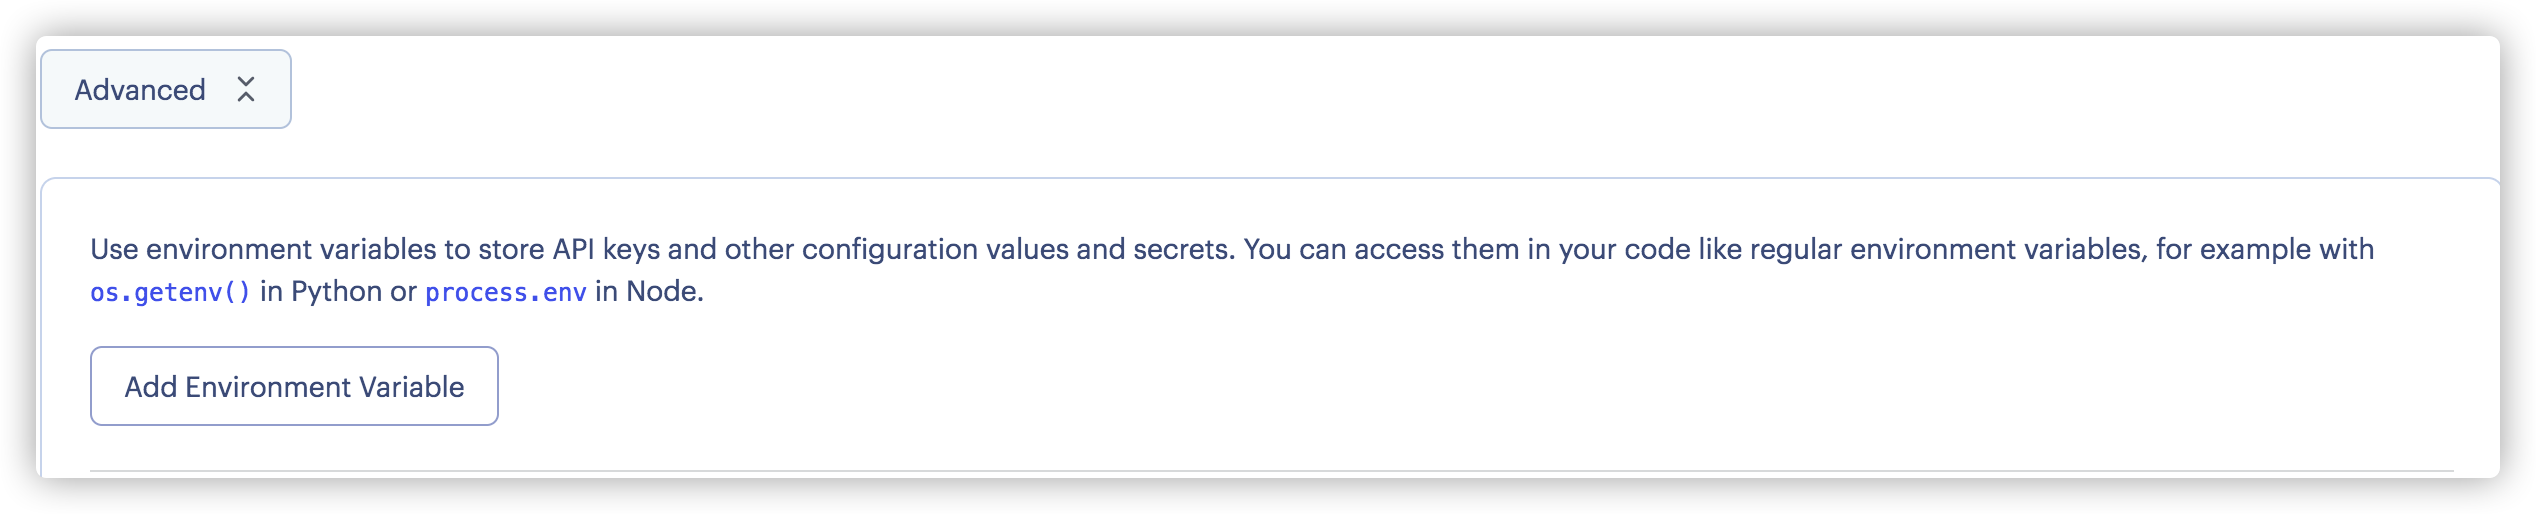 Advanced
Use environment variables to store API keys and other configuration values and secrets. You can access them in your code like regular environment variables, for example with
os.getenv() in Python or process.env in Node.
Add Environment Variable